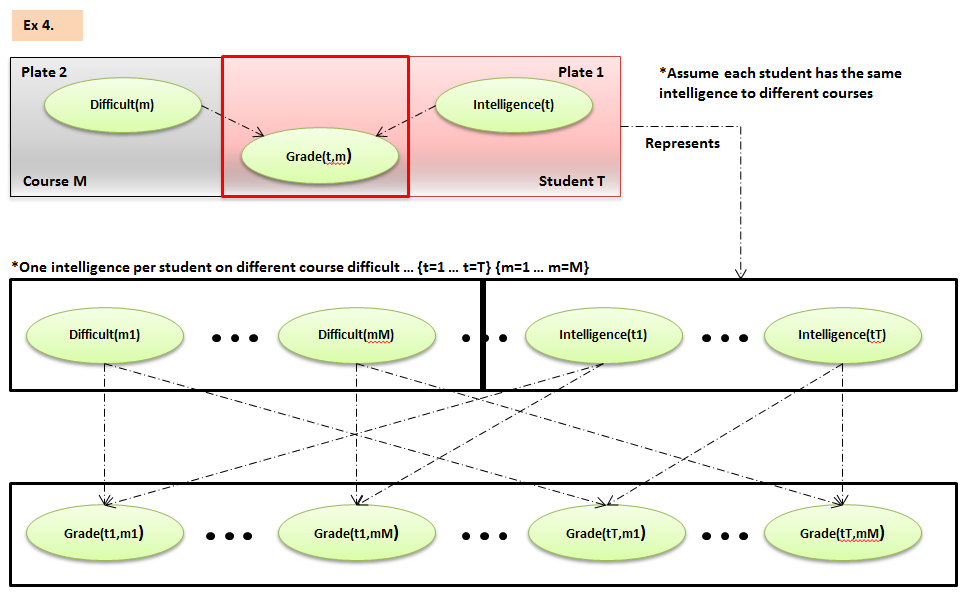 Ex 4.
Plate 2
Plate 1
Difficult(m)
Intelligence(t)
Grade(t,m)
Course M
Student T
*Assume each student has the same
intelligence to different courses
Represents
*One intelligence per student on different course difficult ... {t=1 ... t=T} {m=1 ... m=M}
Difficult(m1)
Difficult(mM)
Intelligence(t1)
Intelligence(tT)
Grade(t1,m1)
Grade(t1,mM)
Grade(tT,m1)
Grade(tT,mM)